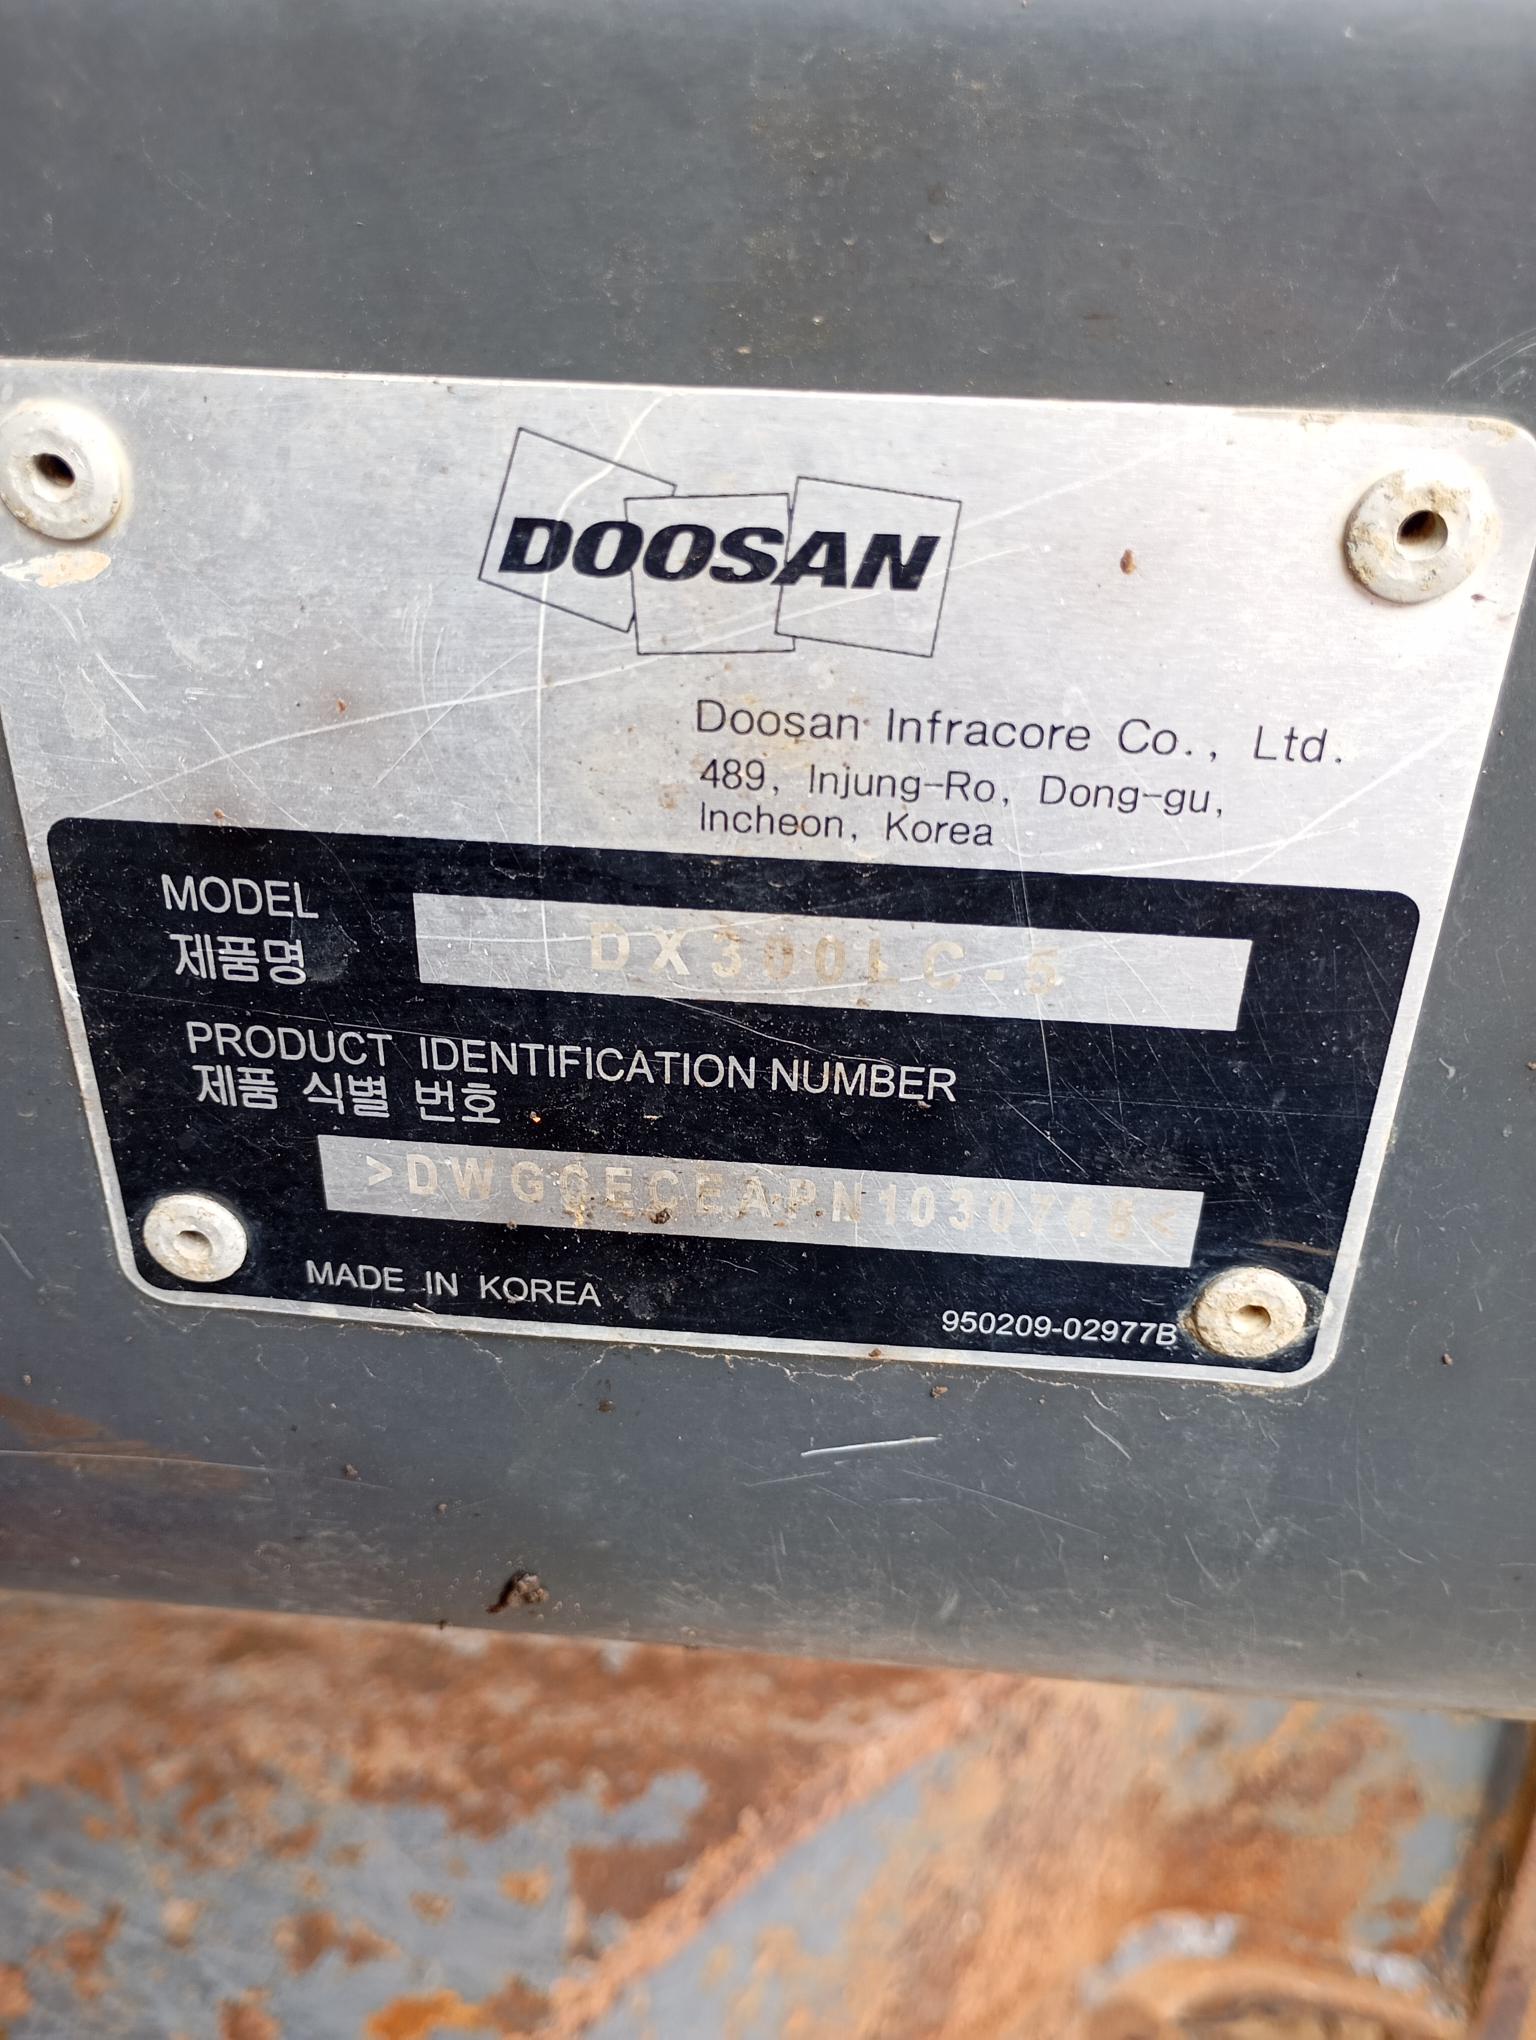 DOOSAN
Doosan Infracore Co., Ltd.
489, Injung-Ro, Dong-gu,
Incheon, Korea
MODEL
제품명
DX300LC-5
PRODUCT IDENTIFICATION NUMBER
제품 식별 번호
MADE IN KOREA
950209-02977B